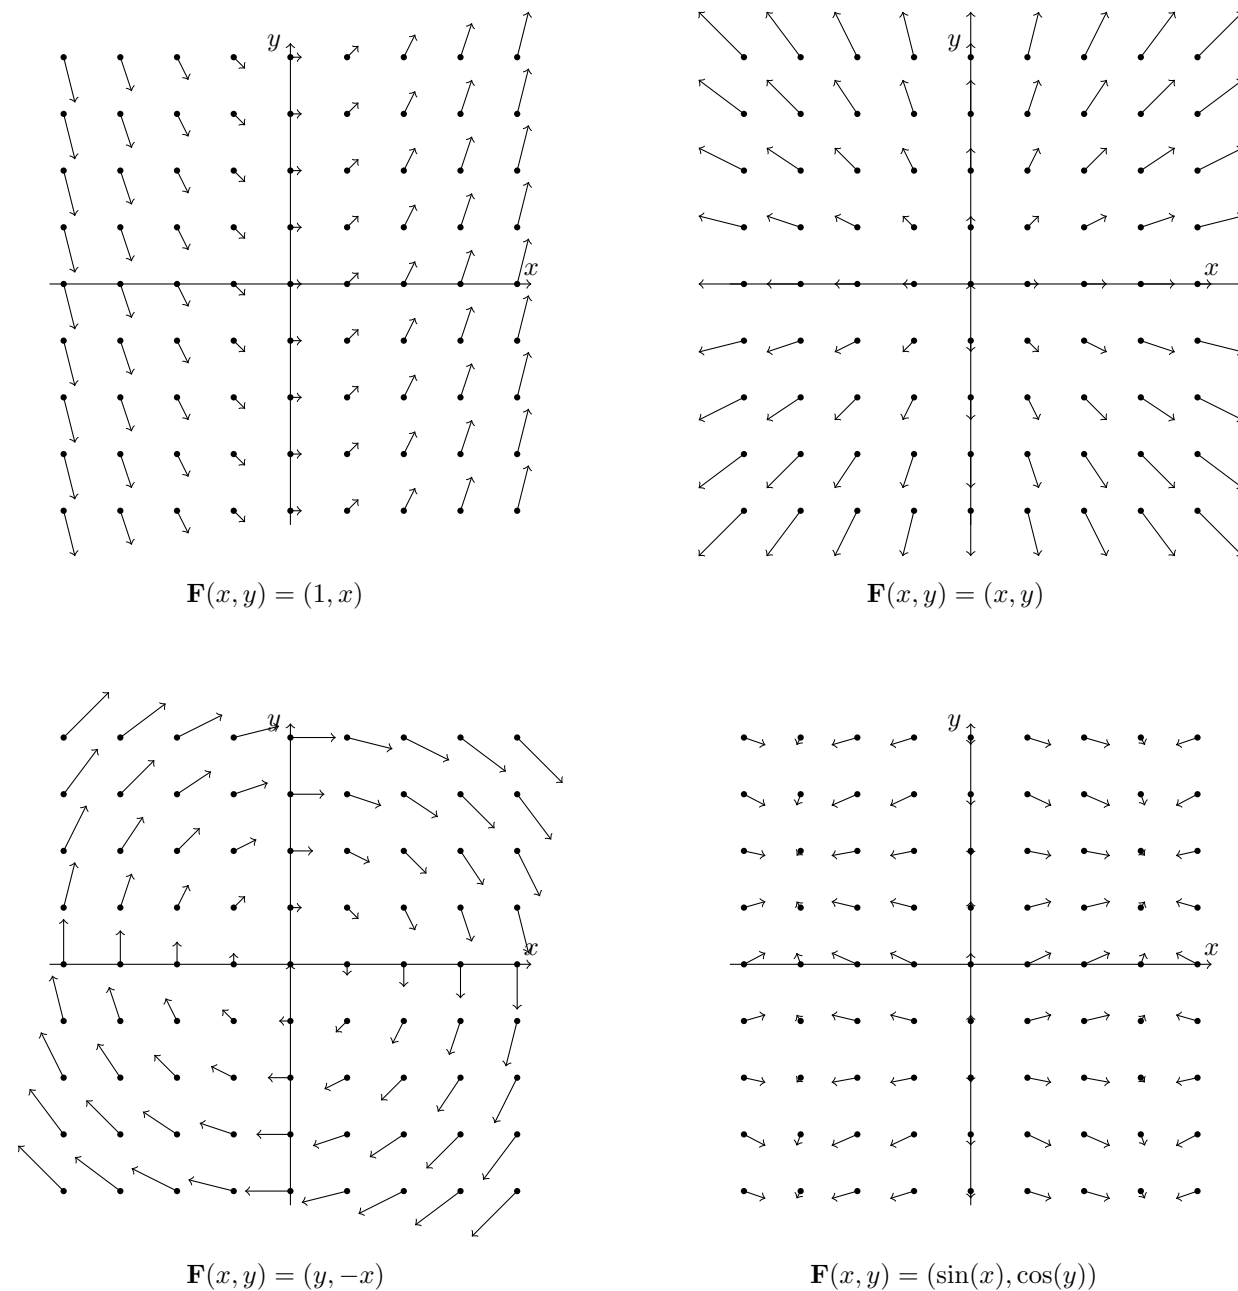 y
y
x
x
F(x, y) = (1, x)
F(x, y) = (x, y)
y
y
x
x
F(x, y) = (y, −x)
F(x, y) = (sin(x), cos(y))